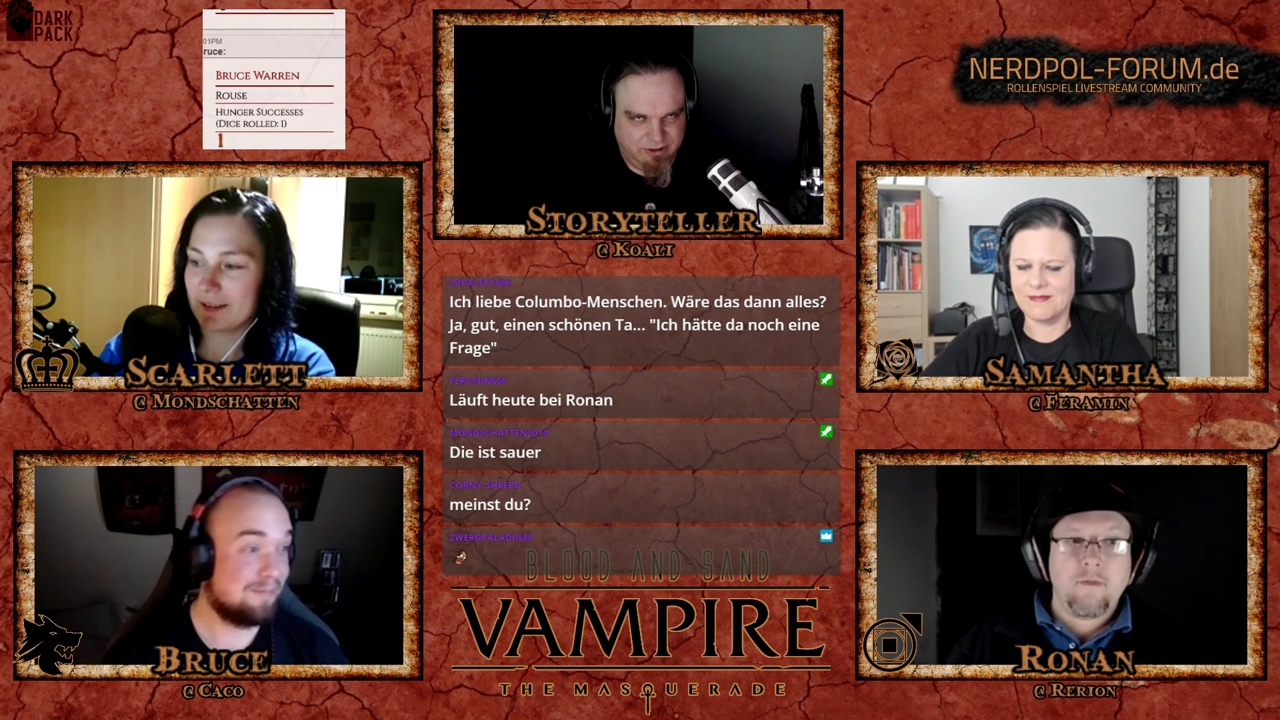 DARK
PACK
01PM
ruce:
BRUCE WARREN
ROUSE
HUNGER SUCCESSES
(DICE ROLLED: 1)
1
NERDPOL-FORUM.de
ROLLENSPIEL LIVESTREAM COMMUNITY
STORYTELLER
@ KOALI
SCARLETT
@ MONDSCHATTEN
SAMANTHA
@ FERAMIN
Ich liebe Columbo-Menschen. Wäre das dann alles?
Ja, gut, einen schönen Ta... "Ich hätte da noch eine
Frage"
Läuft heute bei Ronan
Die ist sauer
meinst du?
ZWERGPALADIN88
BLOOD AND SAND
VAMPIRE
THE MASQUERADE
BRUCE
@ CACO
RONAN
@ RERION